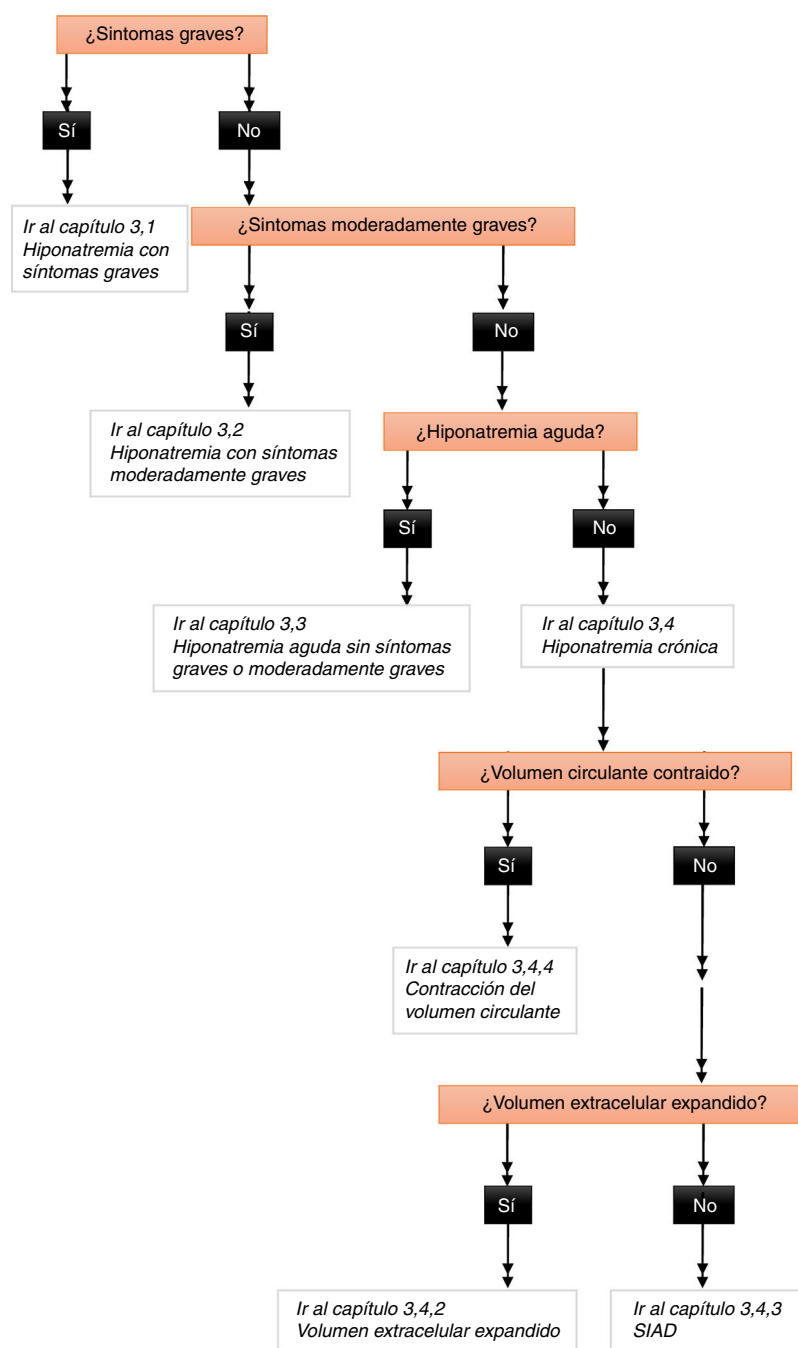 ¿Sintomas graves?
Sí
No
Ir al capítulo 3,1
Hiponatremia con
síntomas graves
¿Sintomas moderadamente graves?
Sí
No
Ir al capítulo 3,2
Hiponatremia con síntomas
moderadamente graves
¿Hiponatremia aguda?
Sí
No
Ir al capítulo 3,3
Hiponatremia aguda sin síntomas
graves o moderadamente graves
Ir al capítulo 3,4
Hiponatremia crónica
¿Volumen circulante contraido?
Sí
No
Ir al capítulo 3,4,4
Contracción del
volumen circulante
¿Volumen extracelular expandido?
Sí
No
Ir al capítulo 3,4,2
Volumen extracelular expandido
Ir al capítulo 3,4,3
SIAD